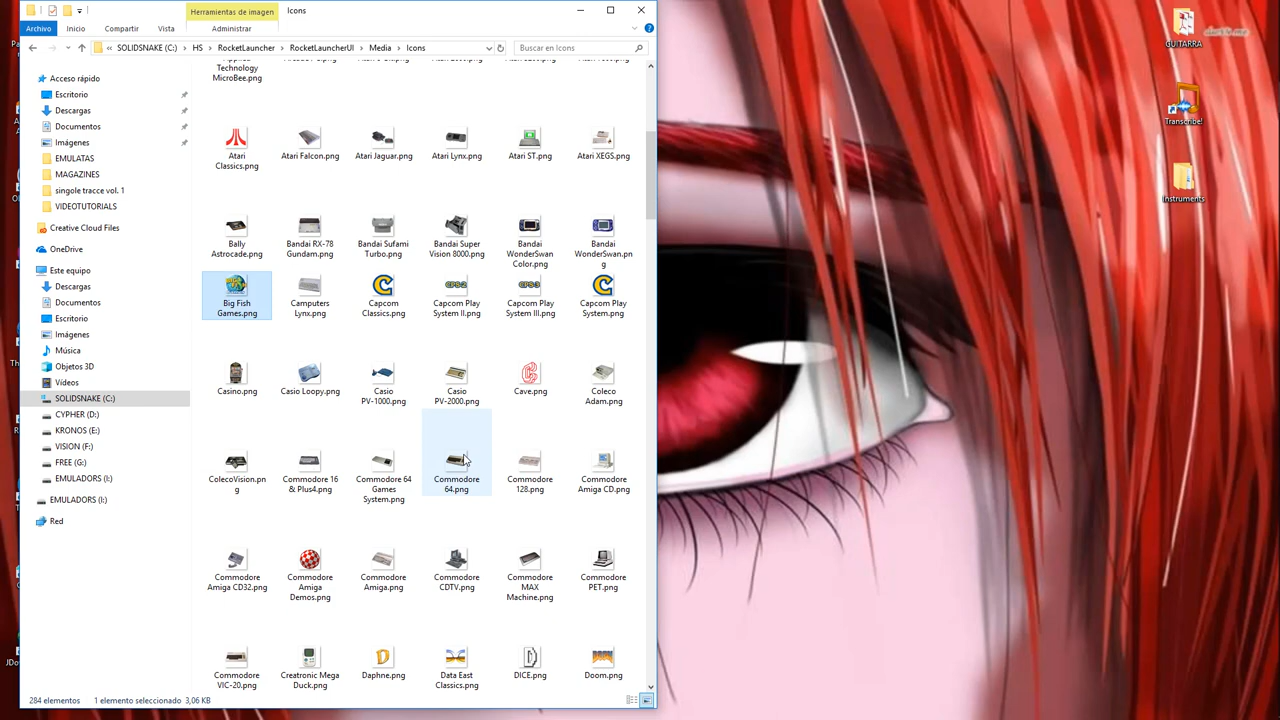 Herramientas de imagen
Icons
Archivo
Inicio
Compartir
Vista
Administrar
« SOLIDSNAKE (C:) > HS > RocketLauncher > RocketLauncherUI > Media > Icons
Buscar en Icons
Acceso rápido
Escritorio
Descargas
Documentos
Imágenes
EMULATAS
MAGAZINES
singole tracce vol. 1
VIDEOTUTORIALS
Creative Cloud Files
OneDrive
Este equipo
Descargas
Documentos
Escritorio
Imágenes
Música
Objetos 3D
Vídeos
SOLIDSNAKE (C:)
CYPHER (D:)
KRONOS (E:)
VISION (F:)
FREE (G:)
EMULADORS (I:)
EMULADORS (I:)
Red
Technology
MicroBee.png
Atari
Classics.png
Atari Falcon.png
Atari Jaguar.png
Atari Lynx.png
Atari ST.png
Atari XEGS.png
Bally
Astrocade.png
Bandai RX-78
Gundam.png
Bandai Sufami
Turbo.png
Bandai Super
Vision 8000.png
Bandai
WonderSwan
Color.png
Bandai
WonderSwan.pn
g
Big Fish
Games.png
Camputers
Lynx.png
Capcom
Classics.png
Capcom Play
System II.png
Capcom Play
System III.png
Capcom Play
System.png
Casino.png
Casio Loopy.png
Casio
PV-1000.png
Casio
PV-2000.png
Cave.png
Coleco
Adam.png
ColecoVision.pn
g
Commodore 16
& Plus4.png
Commodore 64
Games
System.png
Commodore
64.png
Commodore
128.png
Commodore
Amiga CD.png
Commodore
Amiga CD32.png
Commodore
Amiga
Demos.png
Commodore
Amiga.png
Commodore
CDTV.png
Commodore
MAX
Machine.png
Commodore
PET.png
Commodore
VIC-20.png
Creatronic Mega
Duck.png
Daphne.png
Data East
Classics.png
DICE.png
Doom.png
284 elementos
1 elemento seleccionado 3,06 KB
GUITARRA
Transcribe!
Instruments